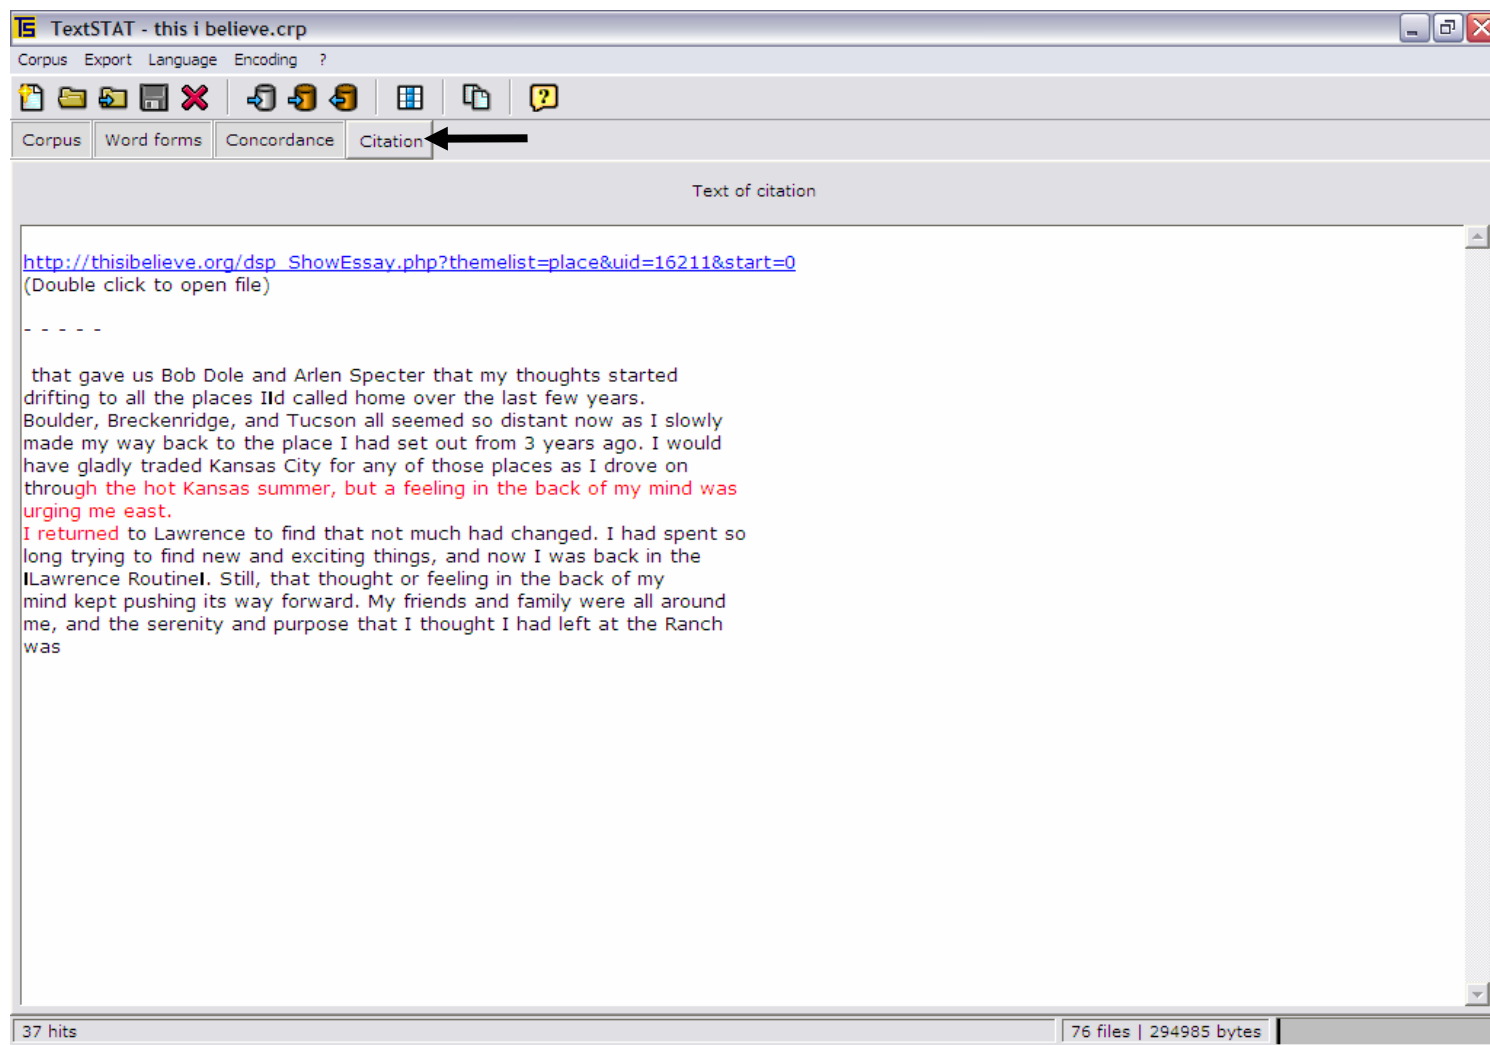 TS TextSTAT - this i believe.crp
Corpus Export Language Encoding ?
?
Corpus Word forms Concordance Citation
Text of citation
http://thisibelieve.org/dsp_ShowEssay.php?themelist=place&uid=16211&start=0
(Double click to open file)
- - - - -
that gave us Bob Dole and Arlen Specter that my thoughts started
drifting to all the places I‖d called home over the last few years.
Boulder, Breckenridge, and Tucson all seemed so distant now as I slowly
made my way back to the place I had set out from 3 years ago. I would
have gladly traded Kansas City for any of those places as I drove on
through the hot Kansas summer, but a feeling in the back of my mind was
urging me east.
I returned to Lawrence to find that not much had changed. I had spent so
long trying to find new and exciting things, and now I was back in the
‖Lawrence Routine‖. Still, that thought or feeling in the back of my
mind kept pushing its way forward. My friends and family were all around
me, and the serenity and purpose that I thought I had left at the Ranch
was
37 hits 76 files | 294985 bytes